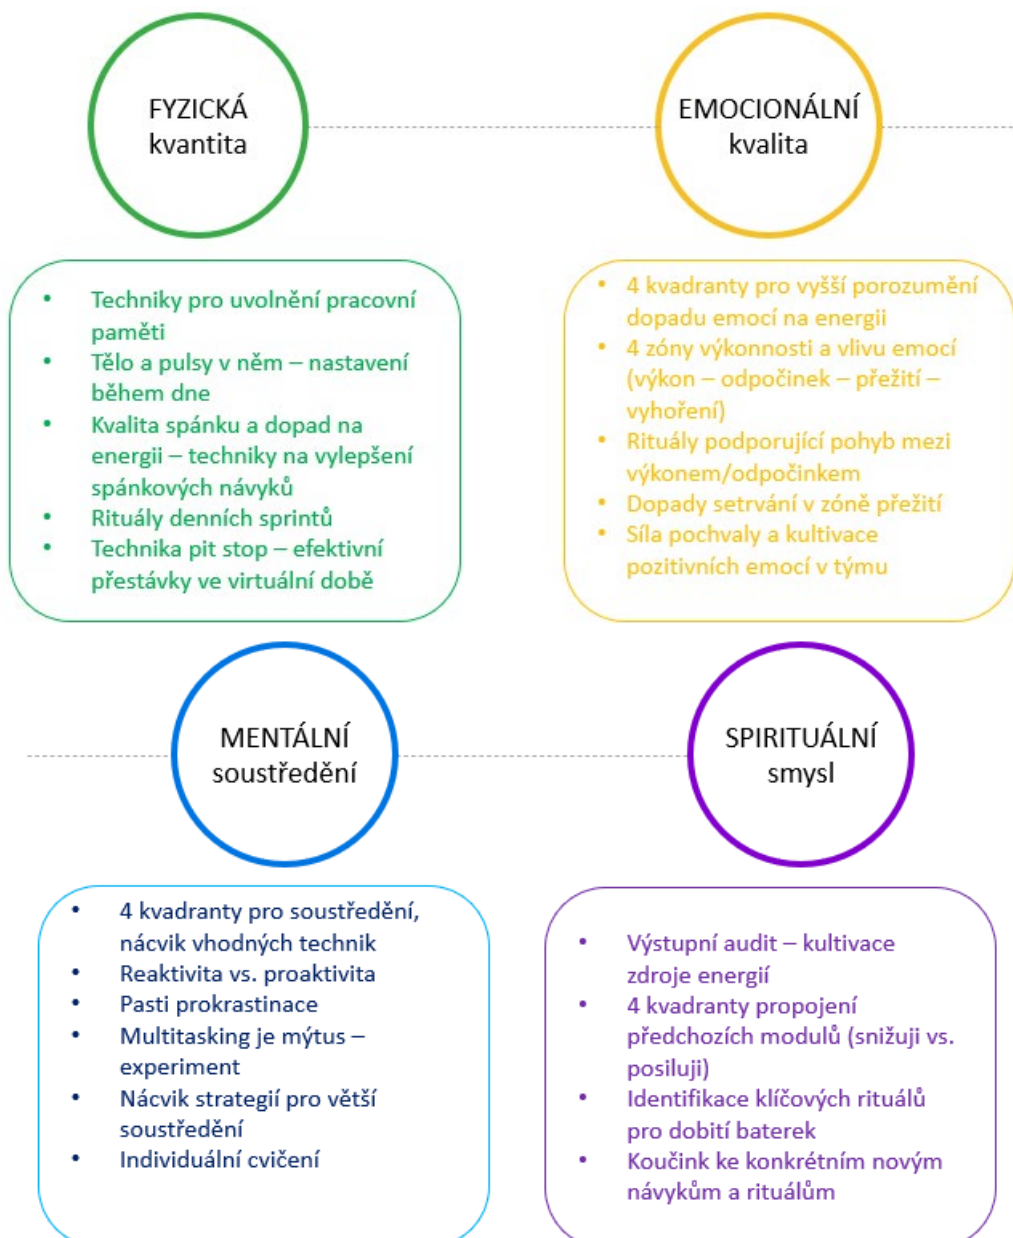 FYZICKÁ
kvantita
EMOCIONÁLNÍ
kvalita
• Techniky pro uvolnění pracovní
paměti
• Tělo a pulsy v něm – nastavení
během dne
• Kvalita spánku a dopad na
energii – techniky na vylepšení
spánkových návyků
• Rituály denních sprintů
• Technika pit stop – efektivní
přestávky ve virtuální době
• 4 kvadranty pro vyšší porozumění
dopadu emocí na energii
• 4 zóny výkonnosti a vlivu emocí
(výkon – odpočinek – přežití –
vyhoření)
• Rituály podporující pohyb mezi
výkonem/odpočinkem
• Dopady setrvání v zóně přežití
• Síla pochvaly a kultivace
pozitivních emocí v týmu
MENTÁLNÍ
soustředění
SPIRITUÁLNÍ
smysl
• 4 kvadranty pro soustředění,
nácvik vhodných technik
• Reaktivita vs. proaktivita
• Pasti prokrastinace
• Multitasking je mýtus –
experiment
• Nácvik strategií pro větší
soustředění
• Individuální cvičení
• Výstupní audit – kultivace
zdroje energií
• 4 kvadranty propojení
předchozích modulů (snižuji vs.
posiluji)
• Identifikace klíčových rituálů
pro dobití baterek
• Koučink ke konkrétním novým
návykům a rituálům